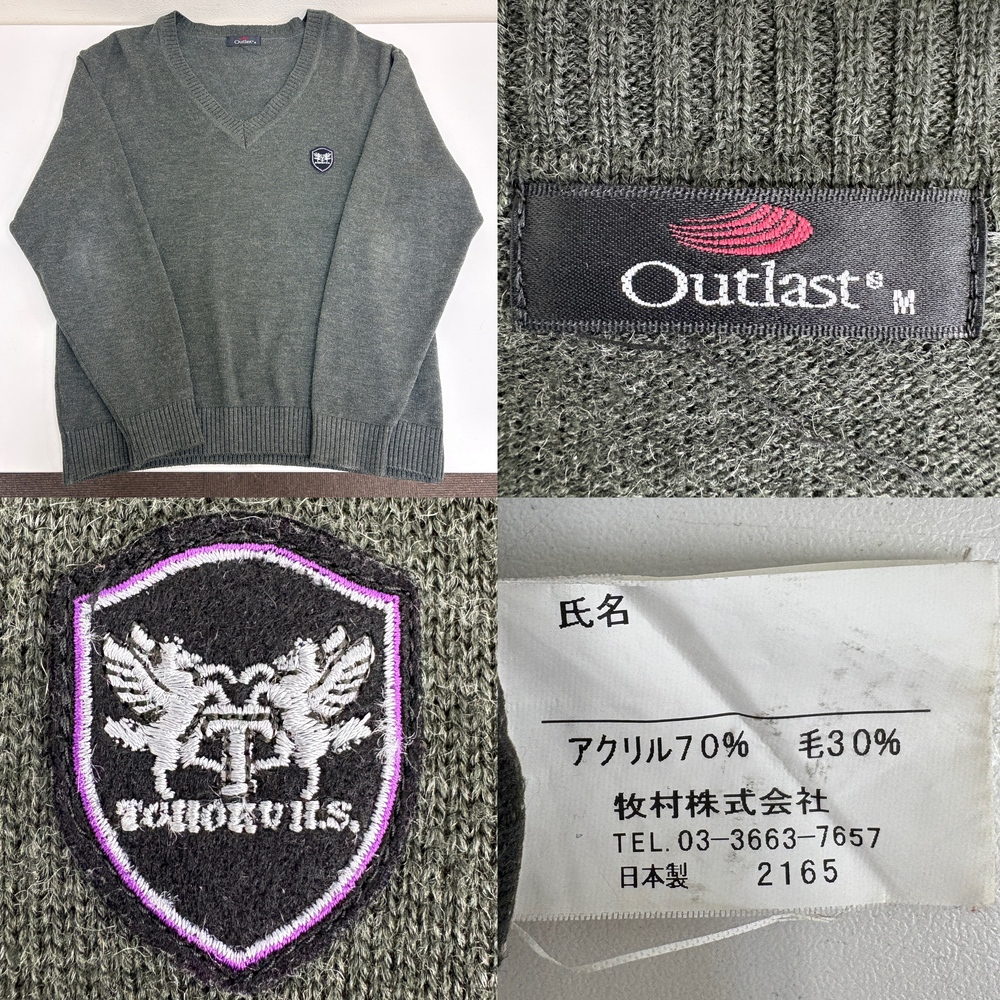 Outlast®
Outlast® M
T
TOHOKU H.S.
氏名
アクリル70% 毛30%
牧村株式会社
TEL.03-3663-7657
日本製 2165